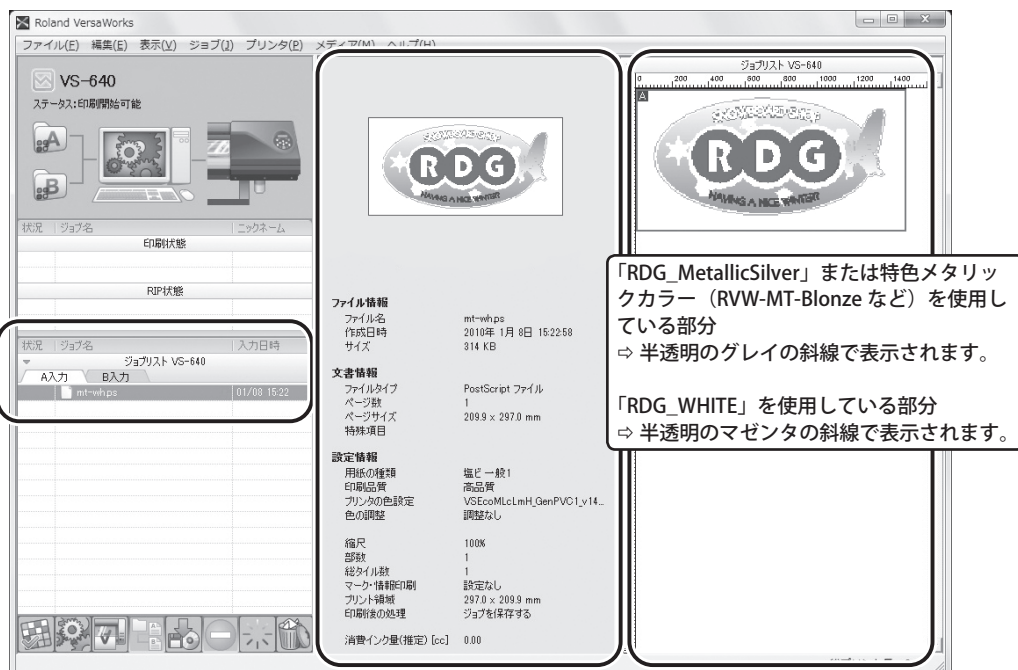 Roland VersaWorks
ファイル(F) 編集(E) 表示(V) ジョブ(J) プリンタ(P) メディア(M) ヘルプ(H)
VS-640
ステータス:印刷開始可能
A
B
状況 ジョブ名 ニックネーム
印刷状態
RIP状態
状況 ジョブ名 入力日時
ジョブリスト VS-640
A入力 B入力
mt-wh.ps 01/08 15:22
SNOWBOARD SHOP
RDG
HAVING A NICE WINTER
ファイル情報
ファイル名 mt-wh.ps
作成日時 2010年 1月 8日 15:22:58
サイズ 314 KB
文書情報
ファイルタイプ PostScript ファイル
ページ数 1
ページサイズ 209.9 x 297.0 mm
特殊項目
設定情報
用紙の種類 塩ビ 一般1
印刷品質 高品質
プリンタの色設定 VSEcoMLcLmH_GenPVC1_v14...
色の調整 調整なし
縮尺 100%
部数 1
総タイル数 1
マーク・情報印刷 設定なし
プリント領域 297.0 x 209.9 mm
印刷後の処理 ジョブを保存する
消費インク量(推定) [cc] 0.00
ジョブリスト VS-640
0 200 400 600 800 1000 1200 1400
A
SNOWBOARD SHOP
RDG
HAVING A NICE WINTER
「RDG_MetallicSilver」または特色メタリッ
クカラー（RVW-MT-Blonze など）を使用し
ている部分
⇨ 半透明のグレイの斜線で表示されます。
「RDG_WHITE」を使用している部分
⇨ 半透明のマゼンタの斜線で表示されます。